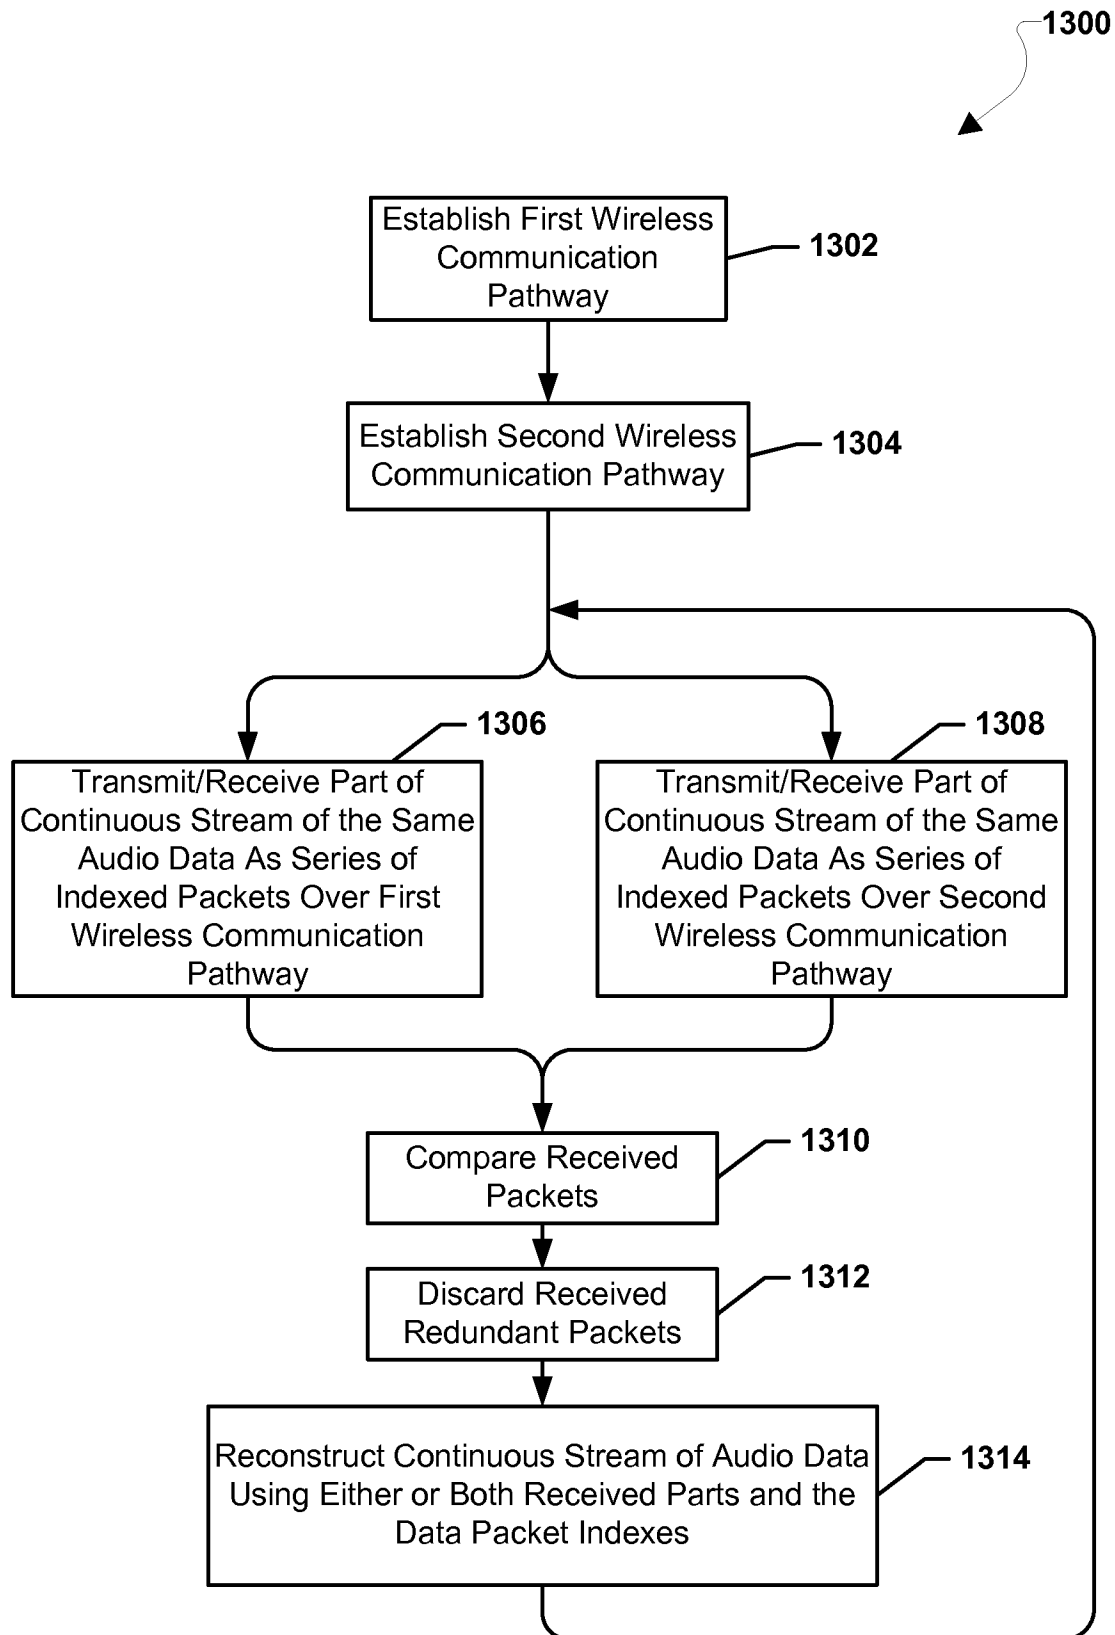 1300
Establish First Wireless
Communication
Pathway
1302
Establish Second Wireless
Communication Pathway
1304
1306
Transmit/Receive Part of
Continuous Stream of the Same
Audio Data As Series of
Indexed Packets Over First
Wireless Communication
Pathway
1308
Transmit/Receive Part of
Continuous Stream of the Same
Audio Data As Series of
Indexed Packets Over Second
Wireless Communication
Pathway
Compare Received
Packets
1310
Discard Received
Redundant Packets
1312
Reconstruct Continuous Stream of Audio Data
Using Either or Both Received Parts and the
Data Packet Indexes
1314